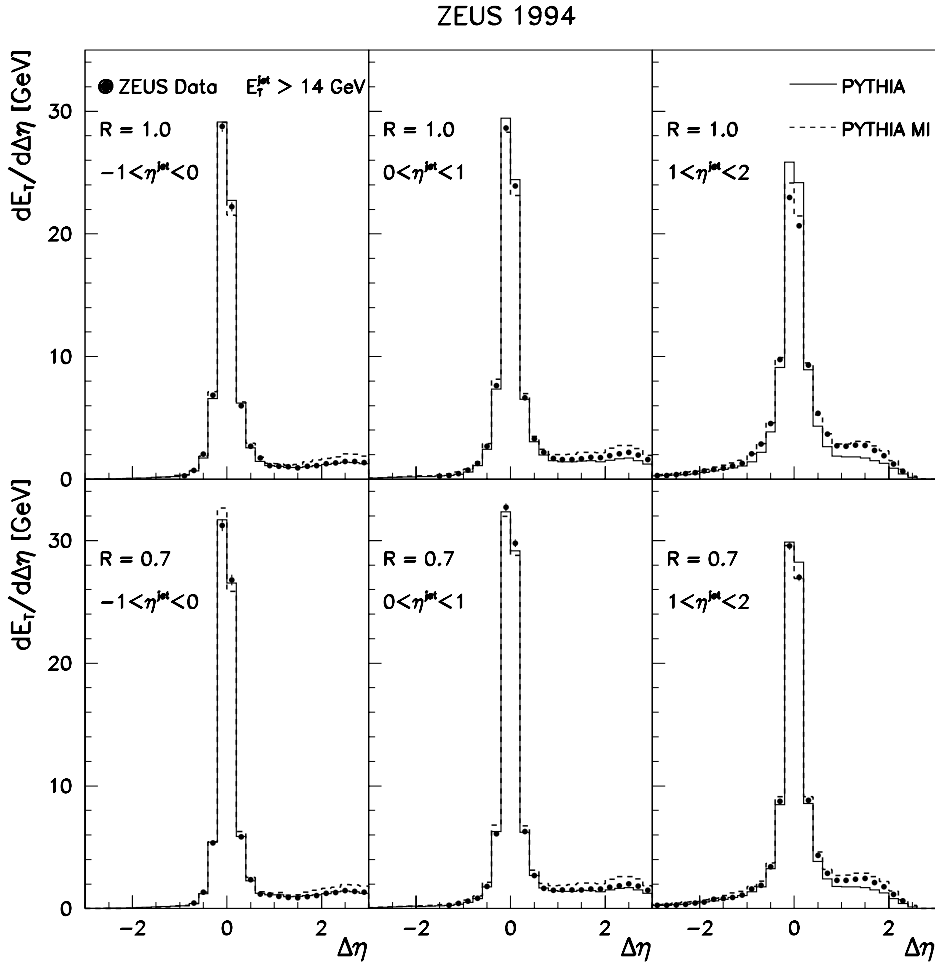 ZEUS 1994
dE_T/dΔη [GeV]
30
20
10
0
● ZEUS Data E_T^jet > 14 GeV
R = 1.0
−1<η^jet<0
R = 1.0
0<η^jet<1
PYTHIA
PYTHIA MI
R = 1.0
1<η^jet<2
dE_T/dΔη [GeV]
30
20
10
0
R = 0.7
−1<η^jet<0
R = 0.7
0<η^jet<1
R = 0.7
1<η^jet<2
−2 0 2
Δη
−2 0 2
Δη
−2 0 2
Δη